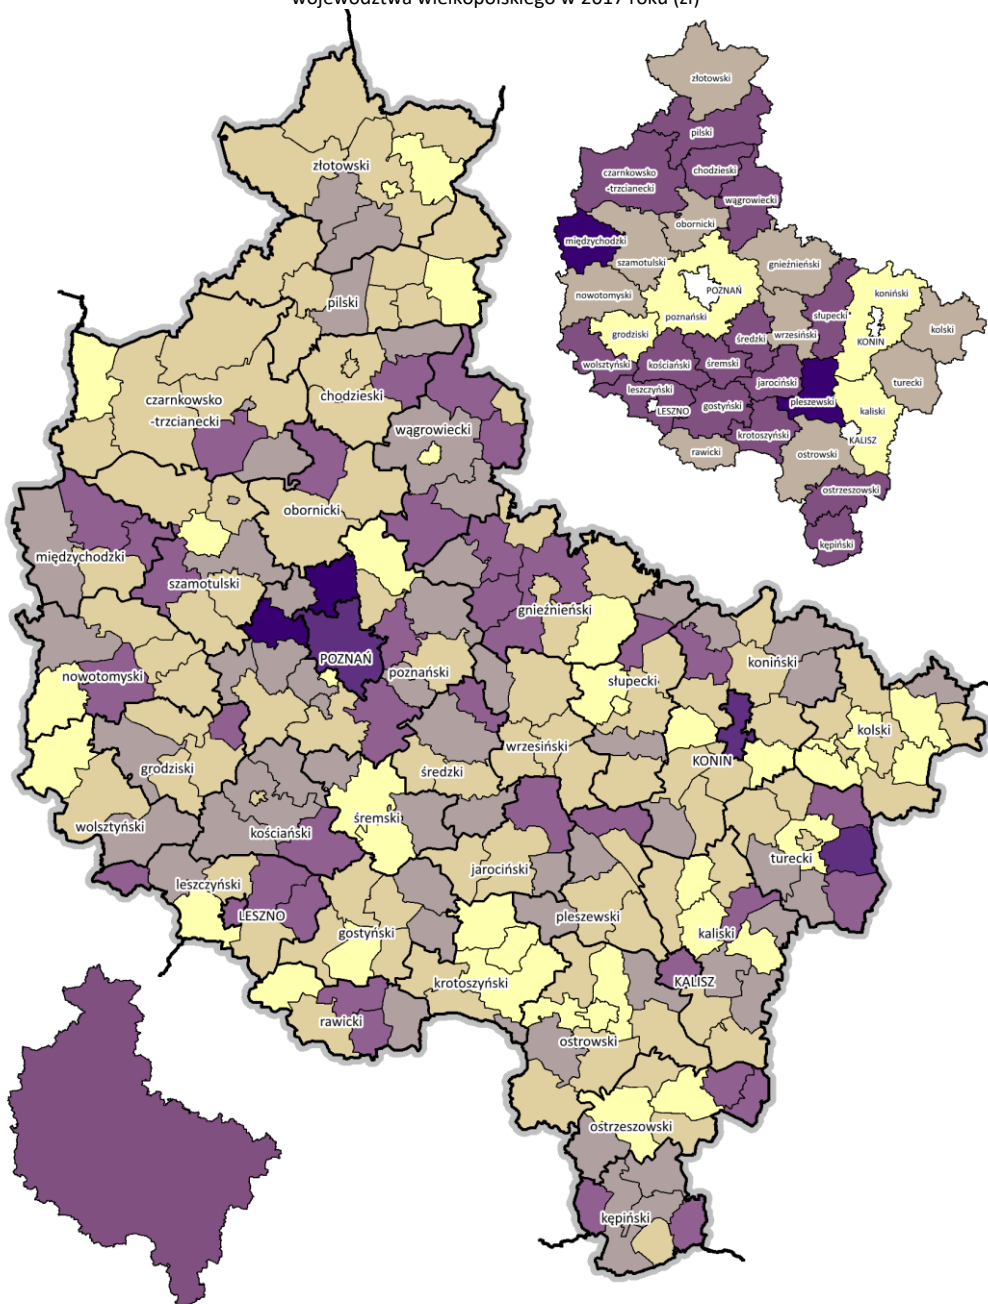 województwa wielkopolskiego w 2017 roku (zł)
złotowski
pilski
czarnkowsko
-trzcianecki
chodzieski
wągrowiecki
obornicki
międzychodzki
szamotulski
gnieźnieński
POZNAŃ
poznański
nowotomyski
słupecki
koniński
kolski
grodziski
wrzesiński
KONIN
średzki
wolsztyński
kościański
śremski
turecki
leszczyński
jarociński
LESZNO
gostyński
pleszewski
kaliski
krotoszyński
KALISZ
rawicki
ostrowski
ostrzeszowski
kępiński
złotowski
pilski
chodzieski
czarnkowsko
-trzcianecki
wągrowiecki
obornicki
międzychodzki
szamotulski
gnieźnieński
POZNAŃ
nowotomyski
koniński
poznański
słupecki
kolski
grodziski
wrzesiński
KONIN
średzki
wolsztyński
kościański
śremski
turecki
jarociński
leszczyński
LESZNO
gostyński
pleszewski
kaliski
krotoszyński
KALISZ
rawicki
ostrowski
ostrzeszowski
kępiński